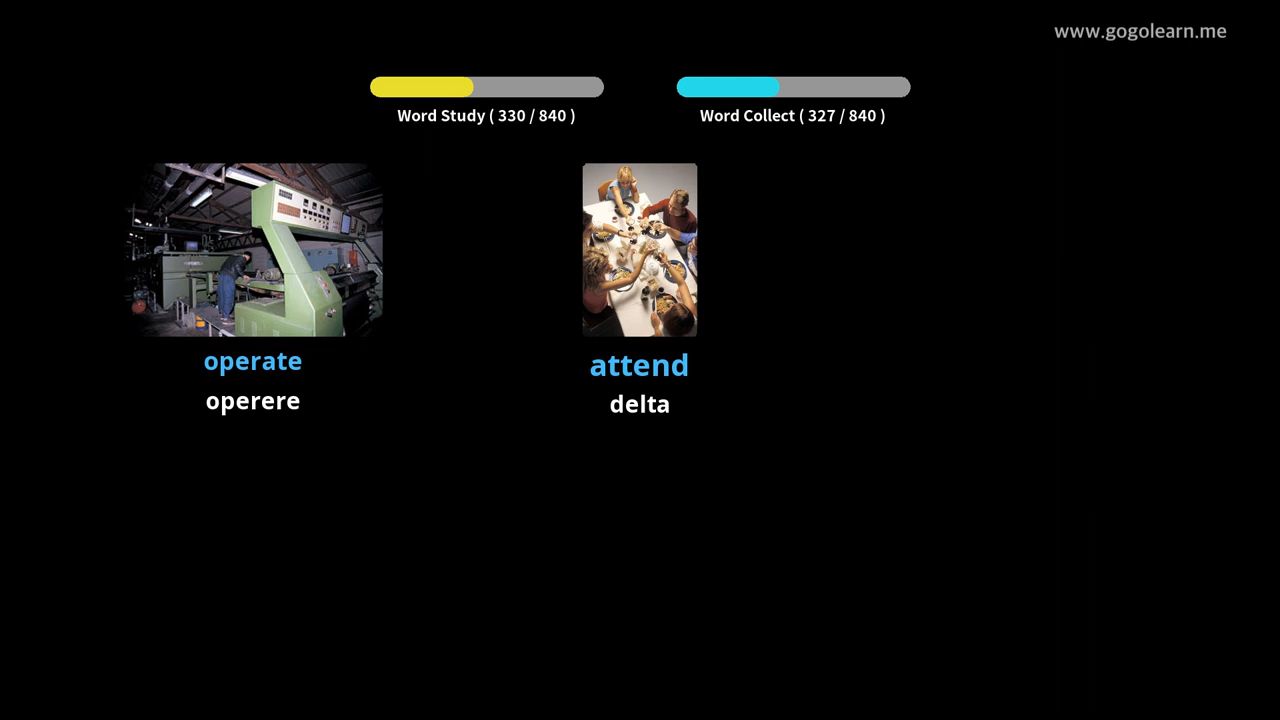 www.gogolearn.me
Word Study ( 330 / 840 )
Word Collect ( 327 / 840 )
operate
operere
attend
delta